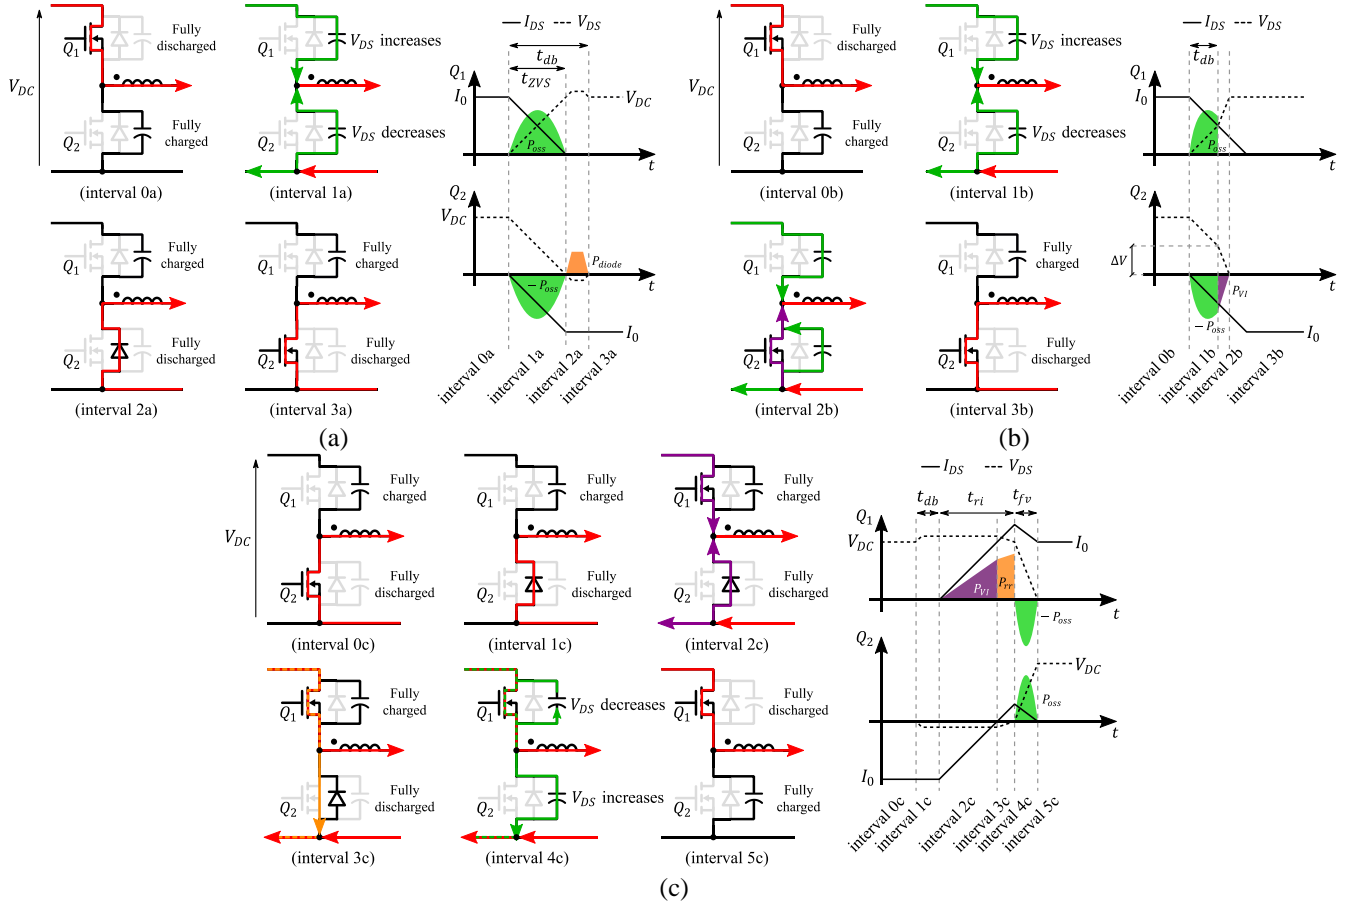 Fully discharged
Q1
VDC
Fully charged
Q2
(interval 0a)
Q1
VDS increases
VDS decreases
Q2
(interval 1a)
Q1
Fully charged
Q2
Fully discharged
(interval 2a)
Q1
Fully charged
Q2
Fully discharged
(interval 3a)
IDS VDS
tdb
tZVS
Q1
I0
VDC
Poss
t
Q2
VDC
Pdiode
−Poss
t
I0
interval 0a
interval 1a
interval 2a
interval 3a
(a)
Fully discharged
Q1
VDC
Fully charged
Q2
(interval 0b)
Q1
VDS increases
VDS decreases
Q2
(interval 1b)
Q1
Q2
(interval 2b)
Q1
Fully charged
Q2
Fully discharged
(interval 3b)
IDS VDS
tdb
Q1
I0
Poss
t
Q2
ΔV
PVI
−Poss
t
I0
interval 0b
interval 1b
interval 2b
interval 3b
(b)
Fully charged
Q1
VDC
Q2
Fully discharged
(interval 0c)
Q1
Fully charged
Q2
Fully discharged
(interval 1c)
Q1
Fully charged
Q2
Fully discharged
(interval 2c)
Q1
Fully charged
Q2
Fully discharged
(interval 3c)
Q1
VDS decreases
VDS increases
Q2
(interval 4c)
Q1
Fully discharged
Q2
Fully charged
(interval 5c)
IDS VDS
tdb tri tfv
Q1
VDC
I0
PVI
Prr
−Poss
t
Q2
VDC
Poss
t
I0
interval 0c
interval 1c
interval 2c
interval 3c
interval 4c
interval 5c
(c)